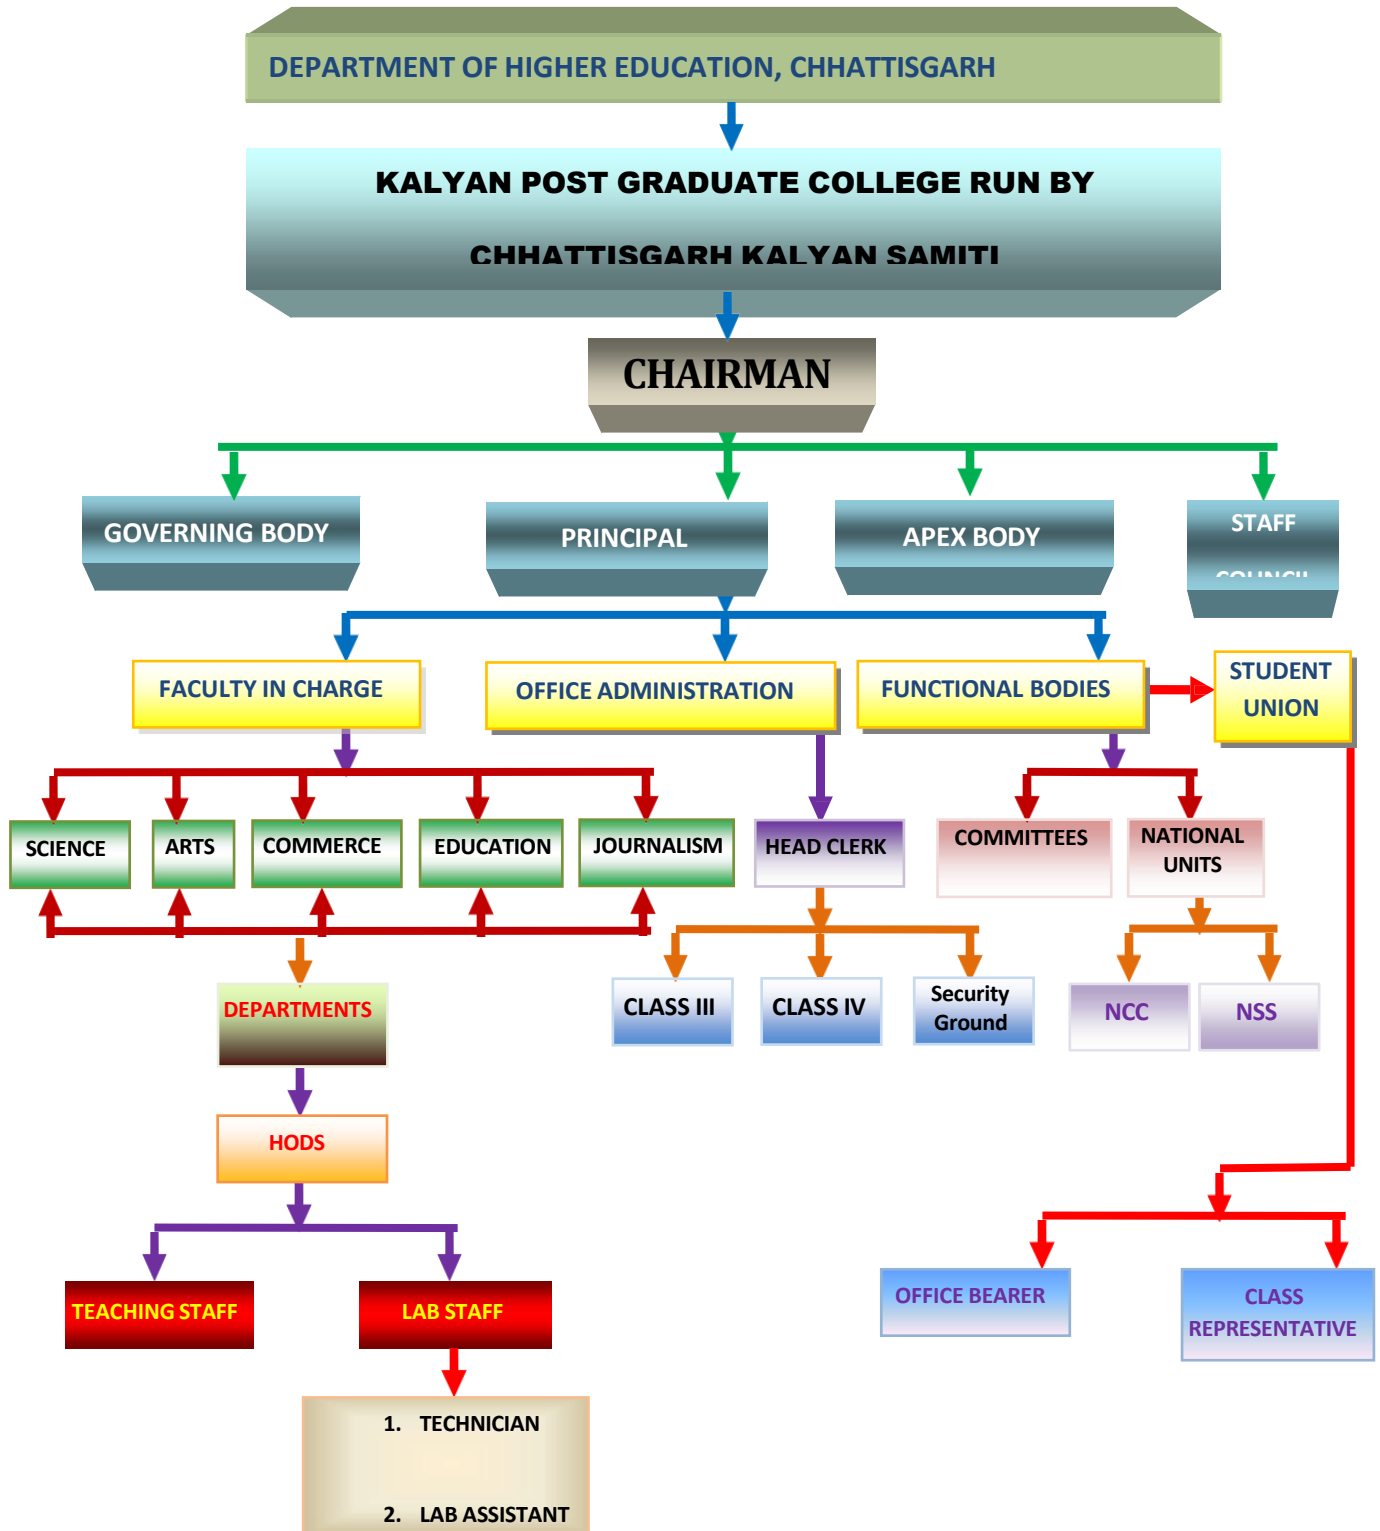 DEPARTMENT OF HIGHER EDUCATION, CHHATTISGARH
KALYAN POST GRADUATE COLLEGE RUN BY
CHHATTISGARH KALYAN SAMITI
CHAIRMAN
GOVERNING BODY
PRINCIPAL
APEX BODY
STAFF
COUNCIL
FACULTY IN CHARGE
OFFICE ADMINISTRATION
FUNCTIONAL BODIES
STUDENT
UNION
SCIENCE
ARTS
COMMERCE
EDUCATION
JOURNALISM
HEAD CLERK
COMMITTEES
NATIONAL
UNITS
DEPARTMENTS
CLASS III
CLASS IV
Security
Ground
NCC
NSS
HODS
TEACHING STAFF
LAB STAFF
OFFICE BEARER
CLASS
REPRESENTATIVE
1. TECHNICIAN
2. LAB ASSISTANT